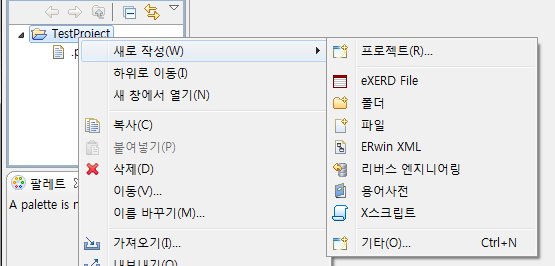 TestProject
.p
새로 작성(W)
하위로 이동(I)
새 창에서 열기(N)
복사(C)
붙여넣기(P)
삭제(D)
이동(V)...
이름 바꾸기(M)...
가져오기(I)...
내보내기(O)
프로젝트(R)...
eXERD File
폴더
파일
ERwin XML
리버스 엔지니어링
용어사전
X스크립트
기타(O)... Ctrl+N
팔레트
A palette is n